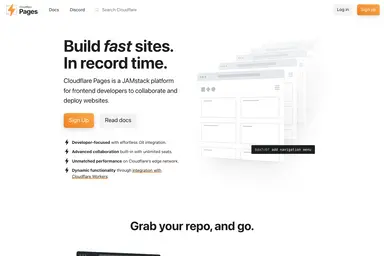 Cloudflare
Pages
Docs
Discord
Search Cloudflare
Log in
Sign up
Build fast sites.
In record time.
Cloudflare Pages is a JAMstack platform
for frontend developers to collaborate and
deploy websites.
Sign Up
Read docs
Developer-focused with effortless Git integration.
Advanced collaboration built-in with unlimited seats.
Unmatched performance on Cloudflare's edge network.
Dynamic functionality through integration with
Cloudflare Workers.
add navigation menu.
Grab your repo, and go.